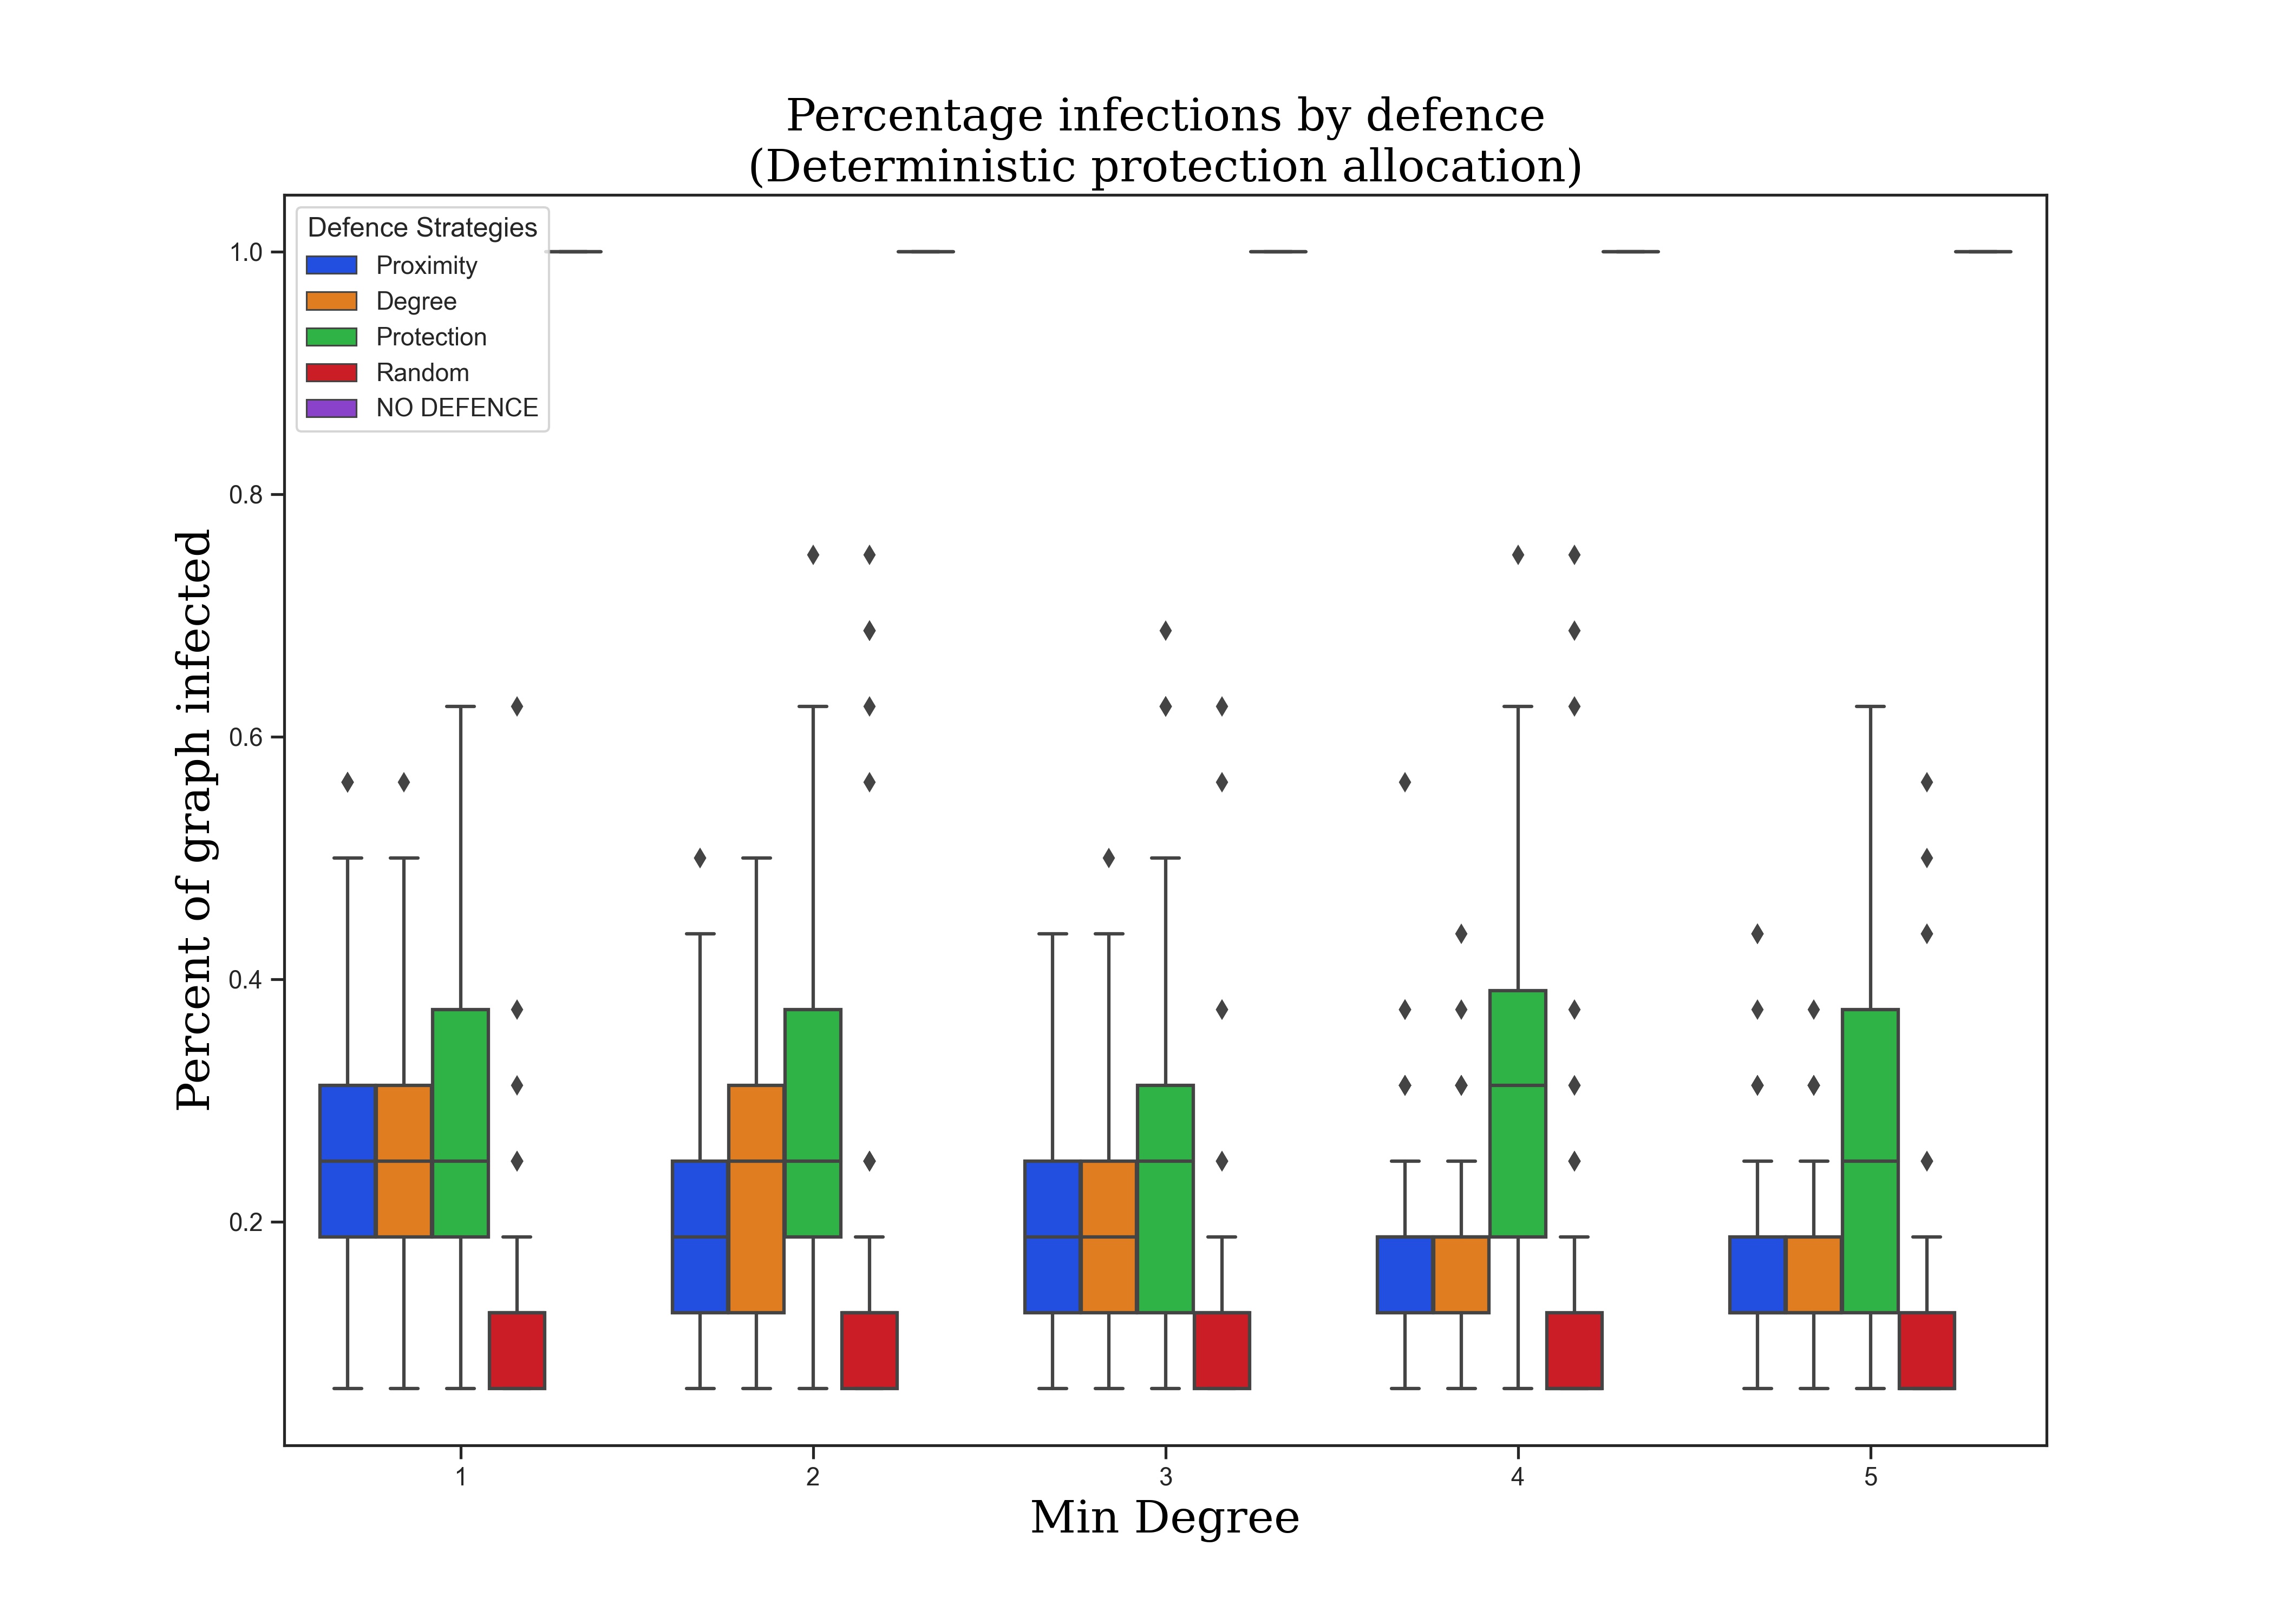 Percentage infections by defence
(Deterministic protection allocation)
Defence Strategies
Proximity
Degree
Protection
Random
NO DEFENCE
1.0
0.8
0.6
0.4
0.2
Percent of graph infected
1 2 3 4 5
Min Degree